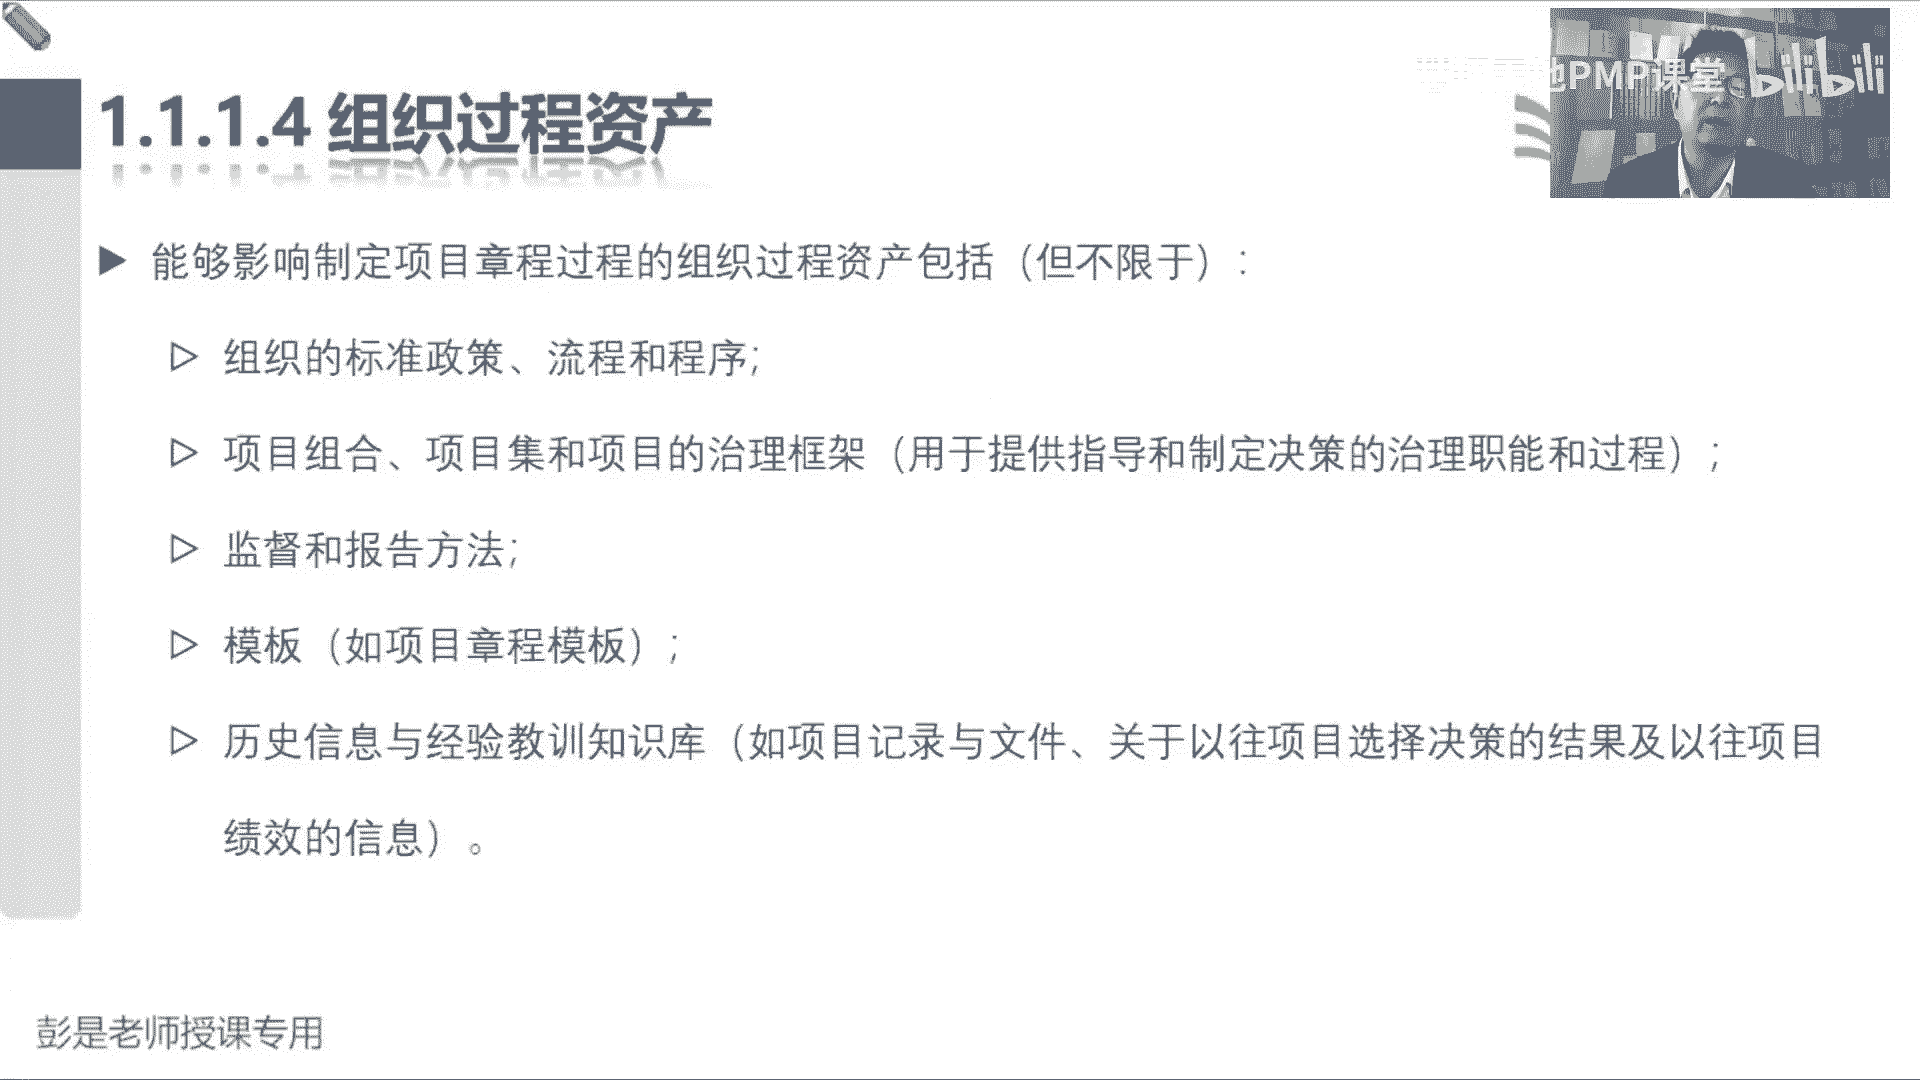 PMP课堂 bilibili
1.1.1.4 组织过程资产
能够影响制定项目章程过程的组织过程资产包括（但不限于）：
组织的标准政策、流程和程序；
项目组合、项目集和项目的治理框架（用于提供指导和制定决策的治理职能和过程）；
监督和报告方法；
模板（如项目章程模板）；
历史信息与经验教训知识库（如项目记录与文件、关于以往项目选择决策的结果及以往项目
绩效的信息）。
彭是老师授课专用